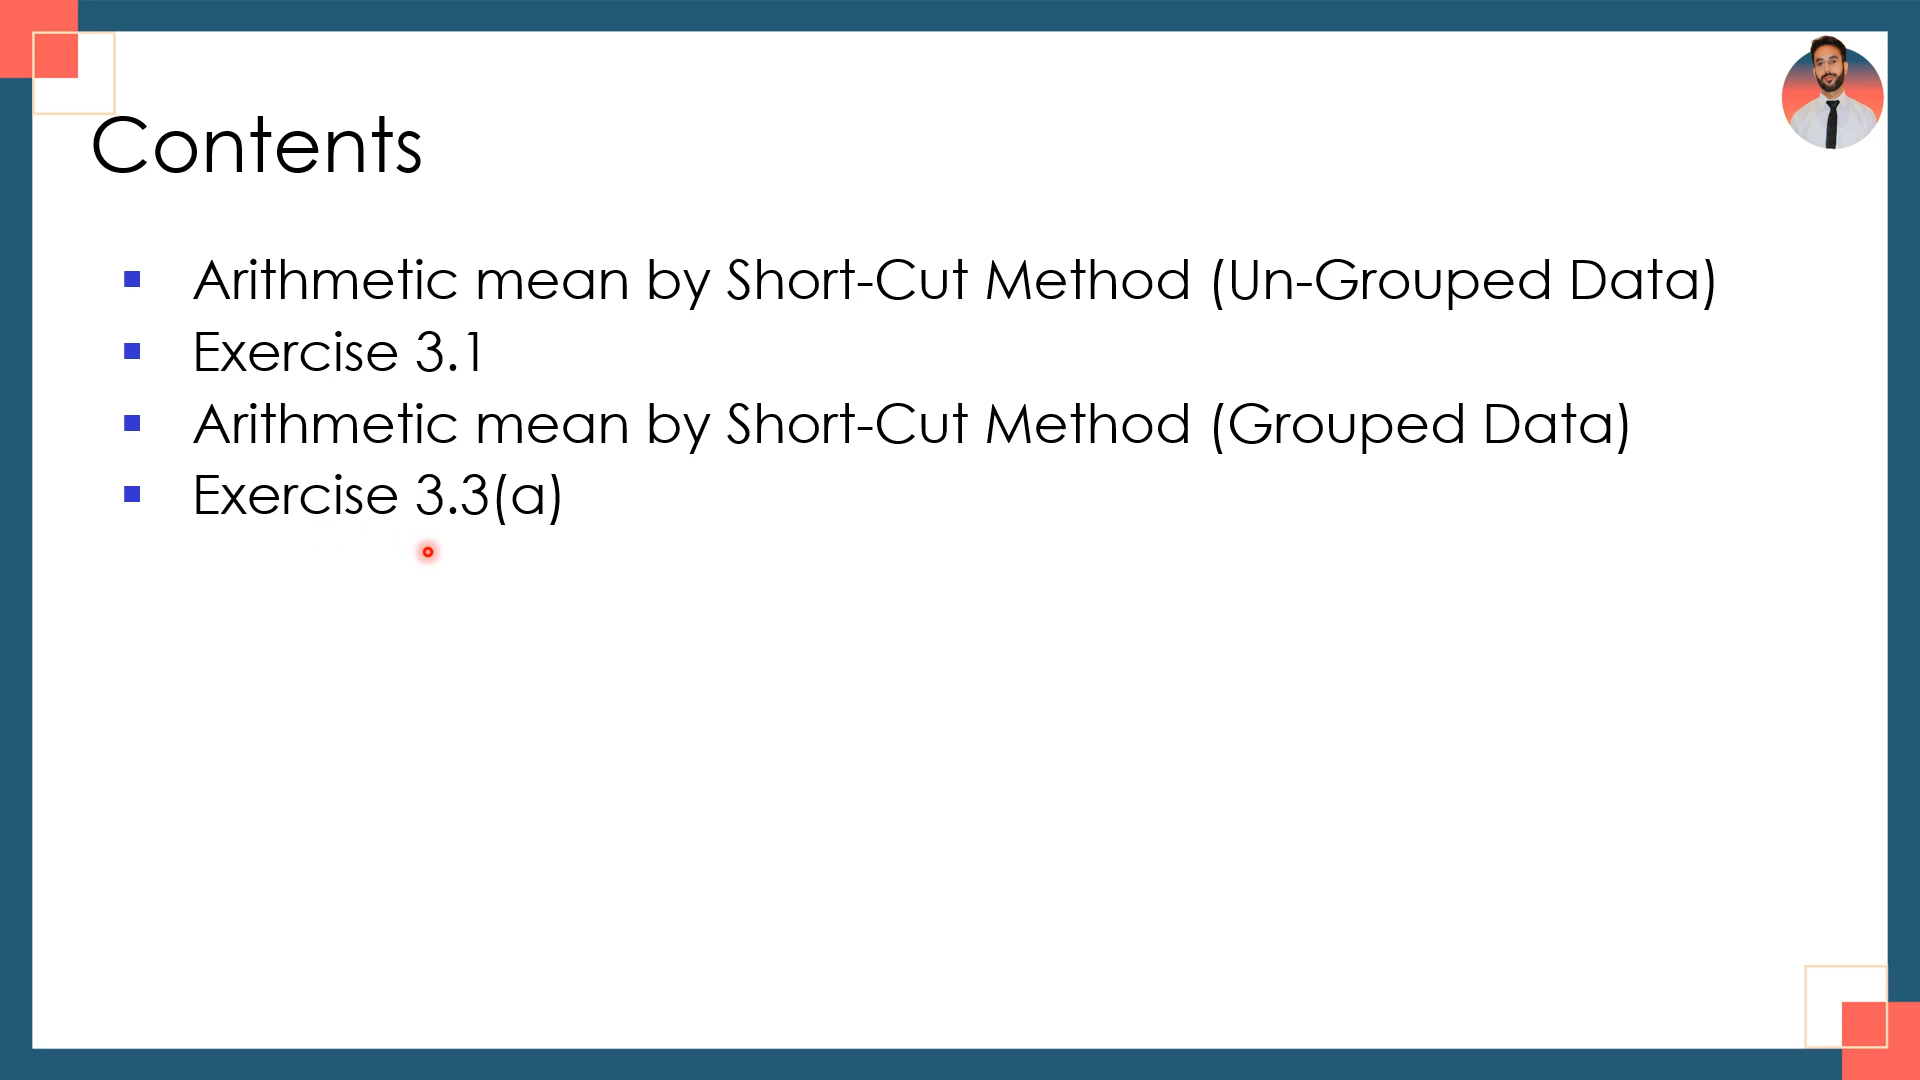 Contents
Arithmetic mean by Short-Cut Method (Un-Grouped Data)
Exercise 3.1
Arithmetic mean by Short-Cut Method (Grouped Data)
Exercise 3.3(a)